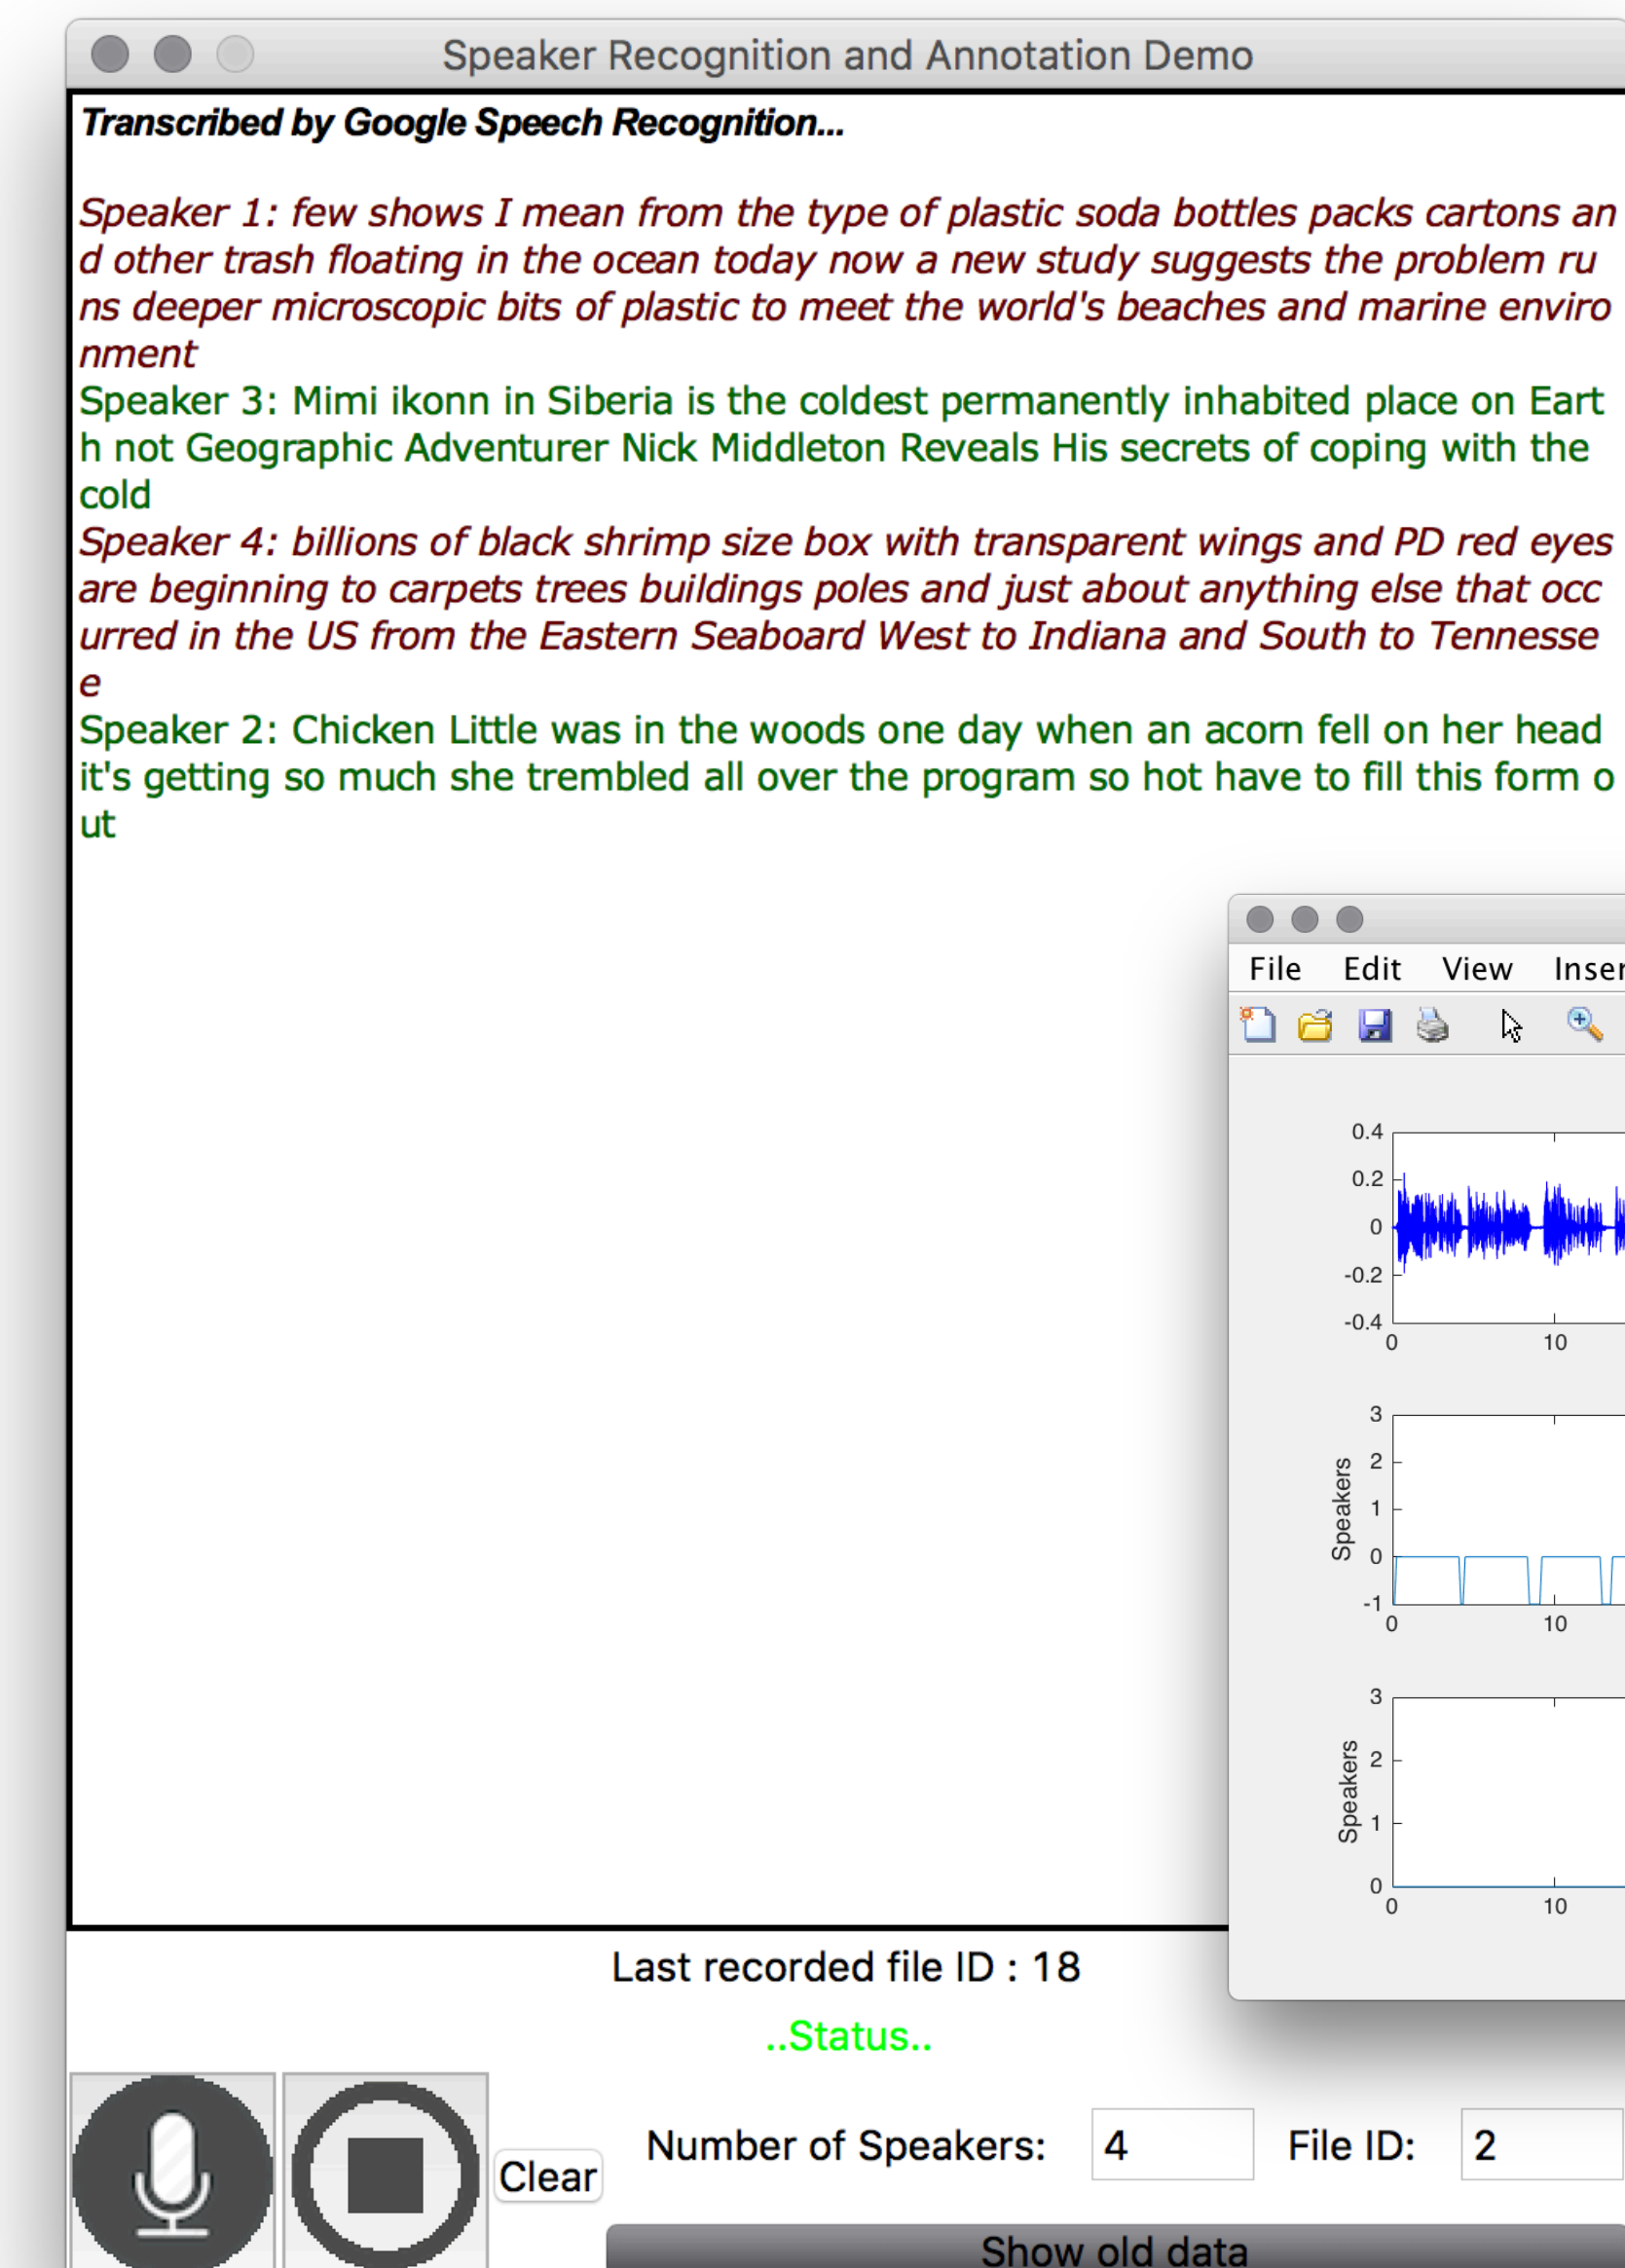 Speaker Recognition and Annotation Demo
Transcribed by Google Speech Recognition...
Speaker 1: few shows I mean from the type of plastic soda bottles packs cartons an
d other trash floating in the ocean today now a new study suggests the problem ru
ns deeper microscopic bits of plastic to meet the world's beaches and marine enviro
nment
Speaker 3: Mimi ikonn in Siberia is the coldest permanently inhabited place on Eart
h not Geographic Adventurer Nick Middleton Reveals His secrets of coping with the
cold
Speaker 4: billions of black shrimp size box with transparent wings and PD red eyes
are beginning to carpets trees buildings poles and just about anything else that occ
urred in the US from the Eastern Seaboard West to Indiana and South to Tennesse
e
Speaker 2: Chicken Little was in the woods one day when an acorn fell on her head
it's getting so much she trembled all over the program so hot have to fill this form o
ut
File Edit View Inser
0.4
0.2
0
-0.2
-0.4
0 10
Speakers
3
2
1
0
-1
0 10
Speakers
3
2
1
0
0 10
Last recorded file ID : 18
..Status..
Clear
Number of Speakers: 4 File ID: 2
Show old data